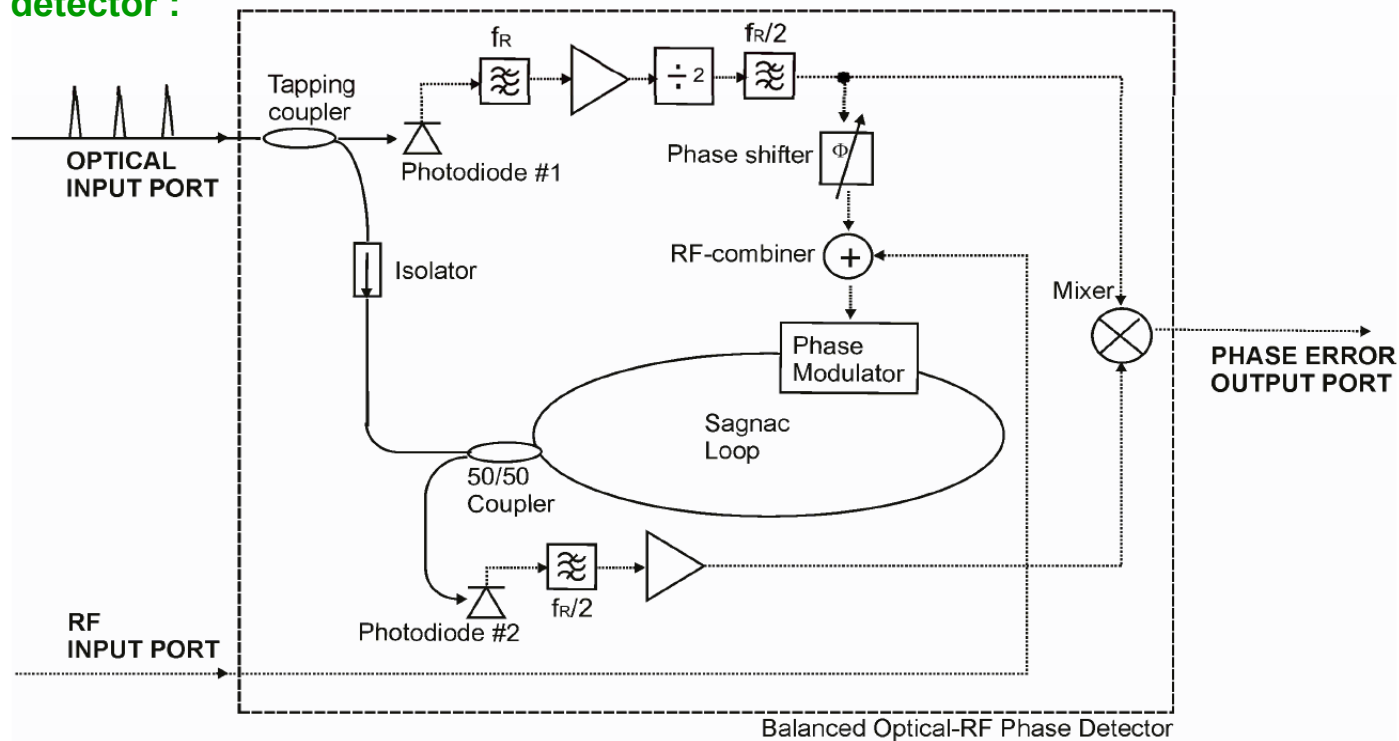 detector :
fR
fR/2
Tapping
coupler
÷ 2
OPTICAL
INPUT PORT
Photodiode #1
Phase shifter
Φ
RF-combiner
+
Isolator
Mixer
Phase
Modulator
PHASE ERROR
OUTPUT PORT
Sagnac
Loop
50/50
Coupler
fR/2
RF
INPUT PORT
Photodiode #2
Balanced Optical-RF Phase Detector